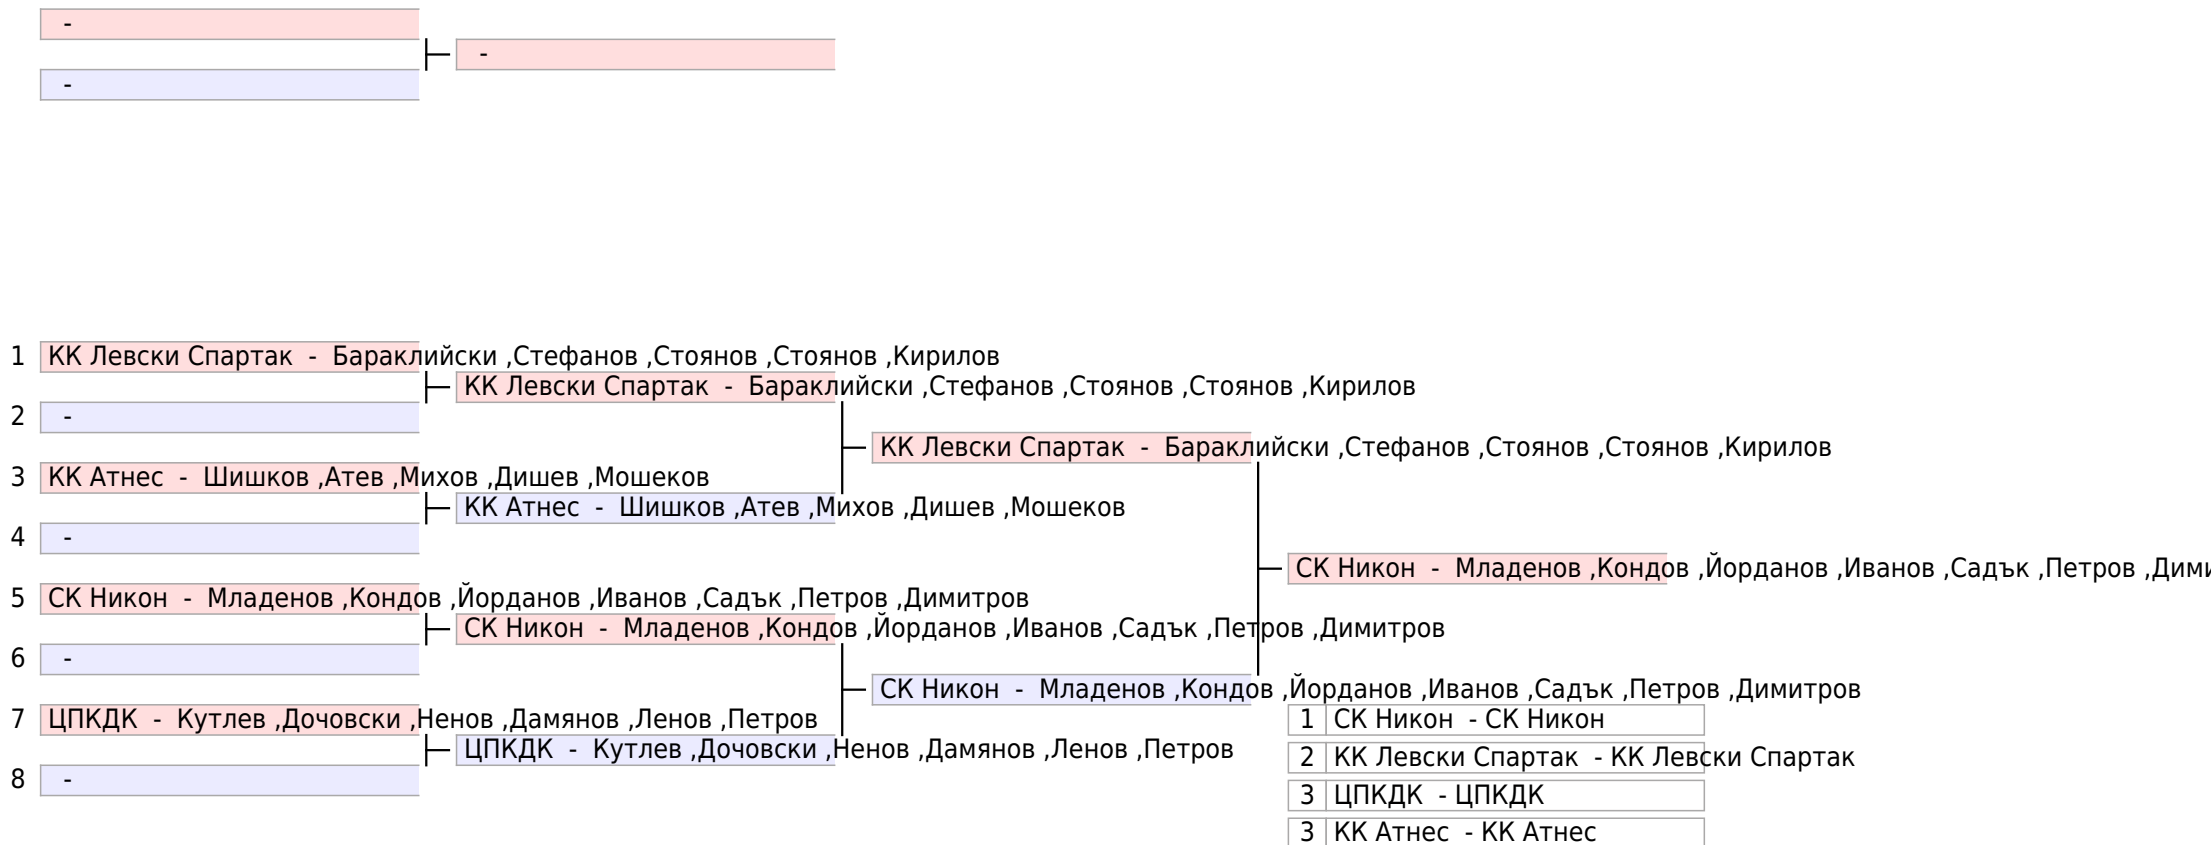 -
-
-
1 КК Левски Спартак - Бараклийски ,Стефанов ,Стоянов ,Стоянов ,Кирилов
КК Левски Спартак - Бараклийски ,Стефанов ,Стоянов ,Стоянов ,Кирилов
2 -
КК Левски Спартак - Бараклийски ,Стефанов ,Стоянов ,Стоянов ,Кирилов
3 КК Атнес - Шишков ,Атев ,Михов ,Дишев ,Мошеков
КК Атнес - Шишков ,Атев ,Михов ,Дишев ,Мошеков
4 -
СК Никон - Младенов ,Кондов ,Йорданов ,Иванов ,Садък ,Петров ,Дими
5 СК Никон - Младенов ,Кондов ,Йорданов ,Иванов ,Садък ,Петров ,Димитров
СК Никон - Младенов ,Кондов ,Йорданов ,Иванов ,Садък ,Петров ,Димитров
6 -
СК Никон - Младенов ,Кондов ,Йорданов ,Иванов ,Садък ,Петров ,Димитров
7 ЦПКДК - Кутлев ,Дочовски ,Ненов ,Дамянов ,Ленов ,Петров
ЦПКДК - Кутлев ,Дочовски ,Ненов ,Дамянов ,Ленов ,Петров
8 -
1 СК Никон - СК Никон
2 КК Левски Спартак - КК Левски Спартак
3 ЦПКДК - ЦПКДК
3 КК Атнес - КК Атнес